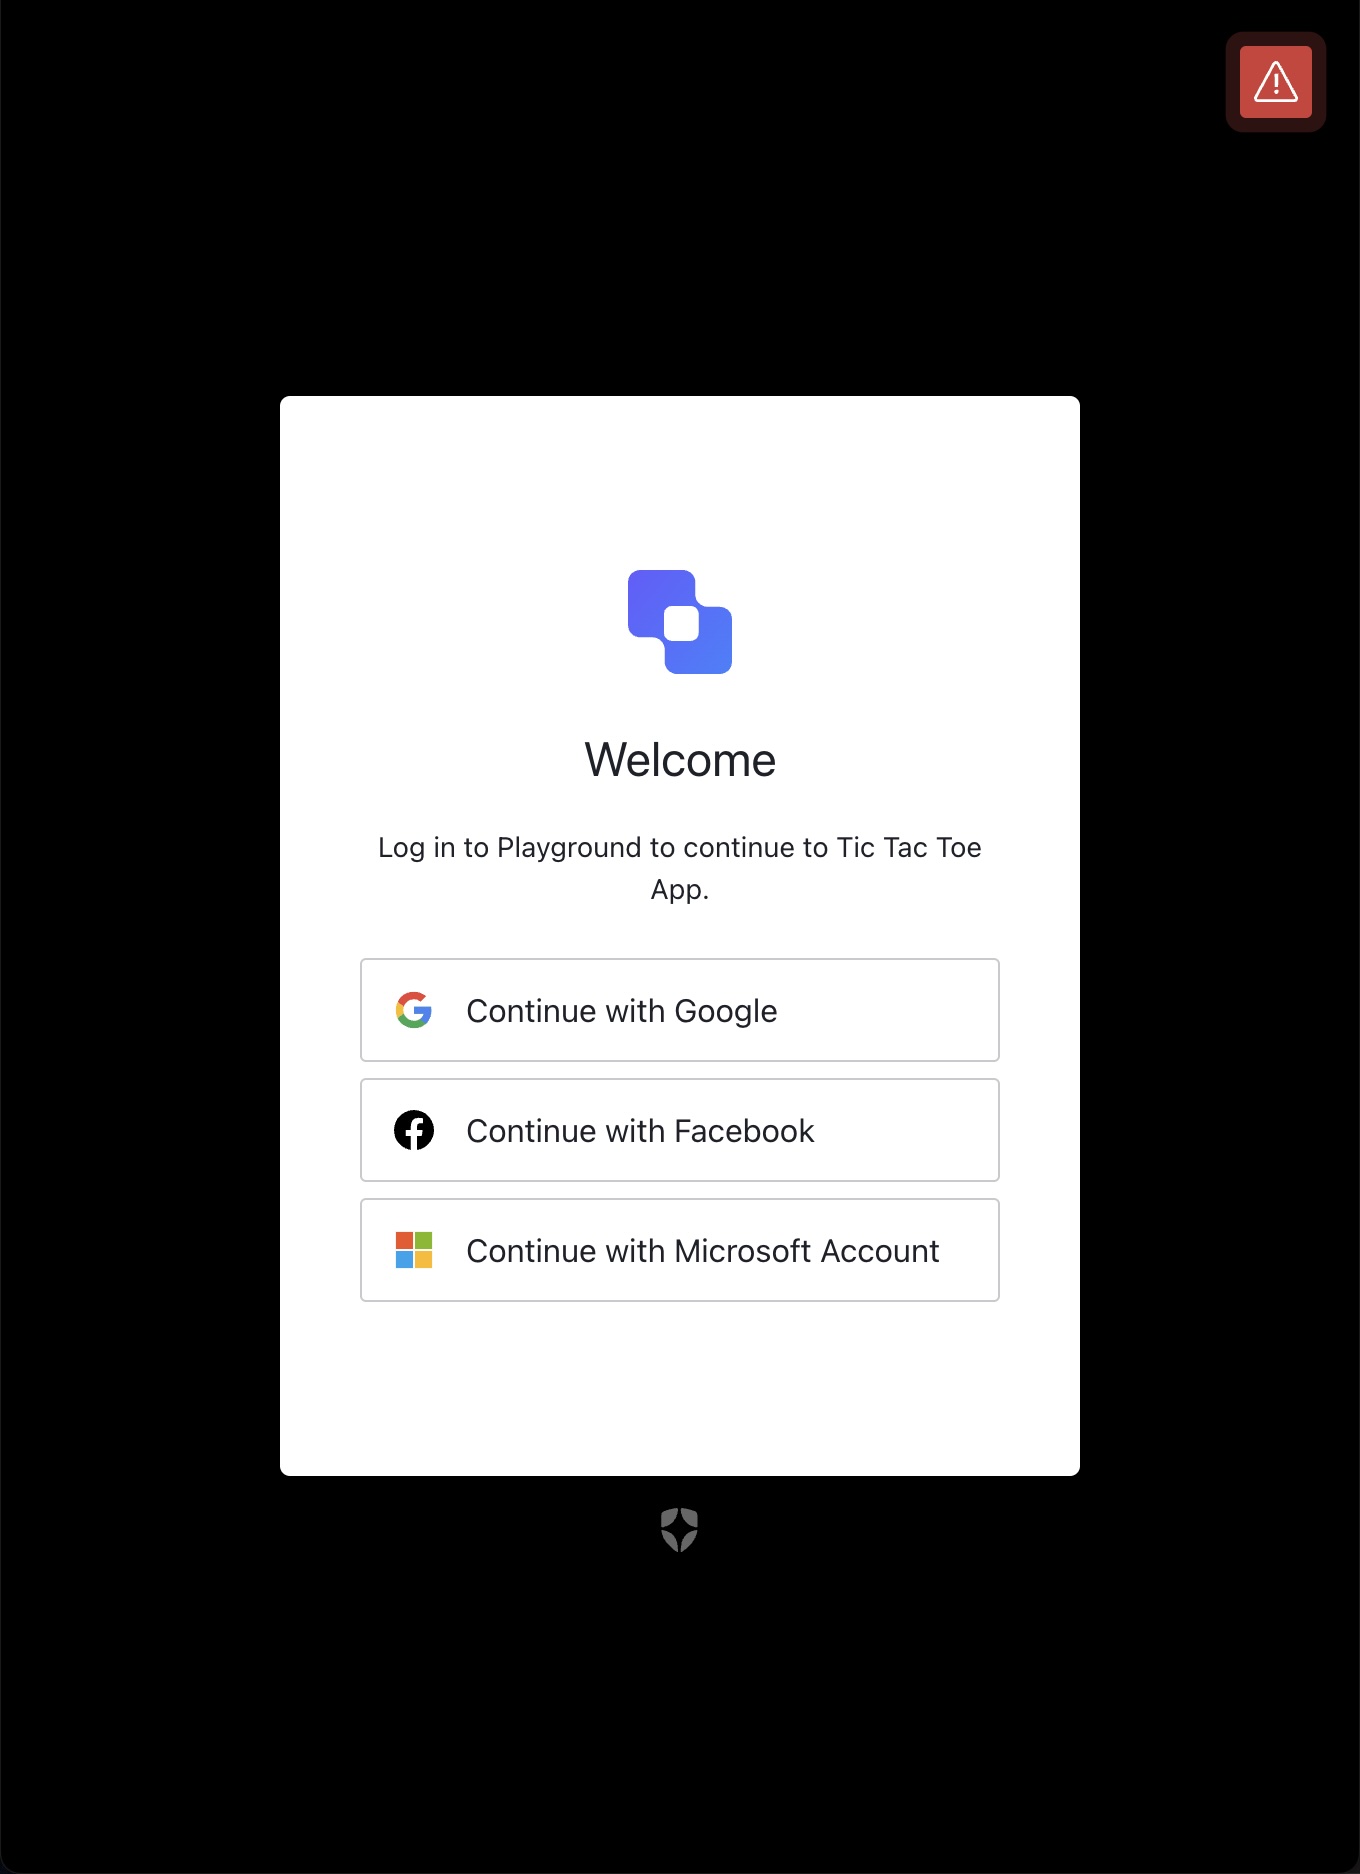 Welcome
Log in to Playground to continue to Tic Tac Toe
App.
Continue with Google
Continue with Facebook
Continue with Microsoft Account